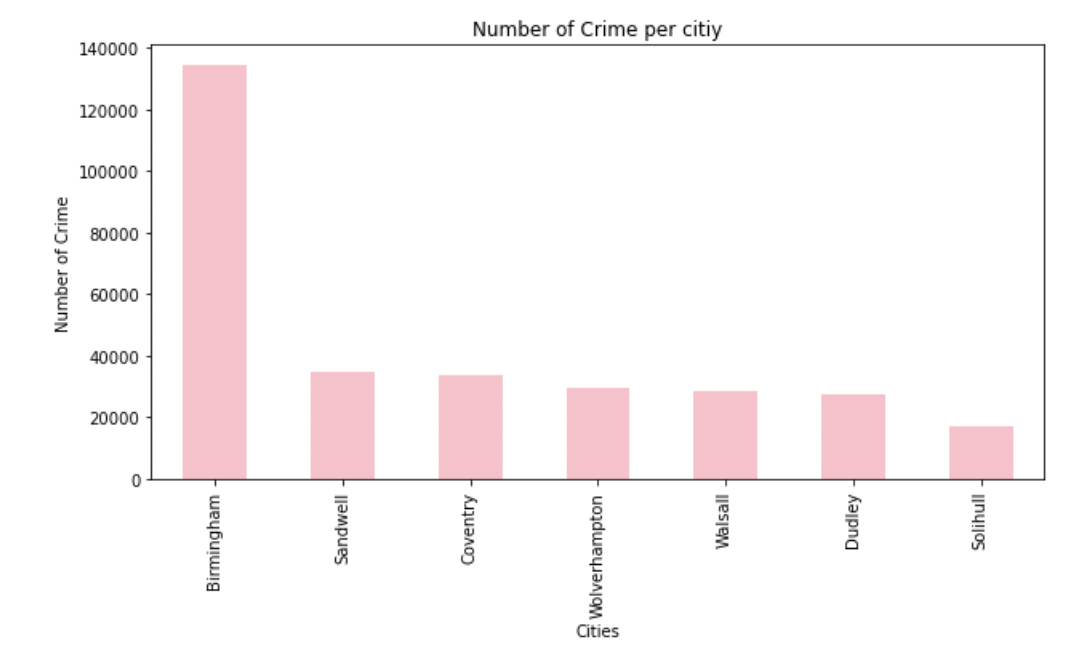 Number of Crime per citiy
140000
120000
100000
80000
60000
40000
20000
0
Number of Crime
Birmingham
Sandwell
Coventry
Wolverhampton
Walsall
Dudley
Solihull
Cities